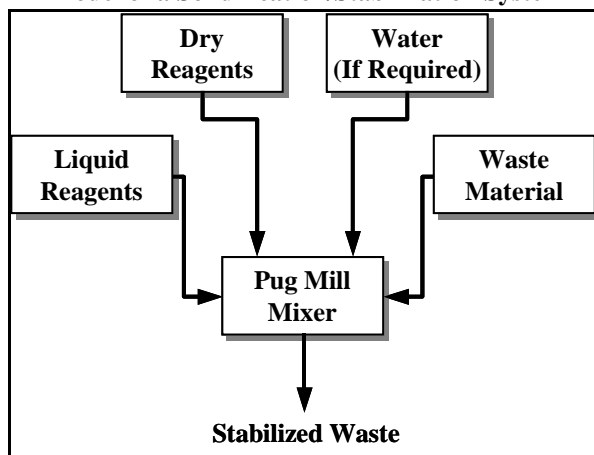 Dry
Reagents
Water
(If Required)
Liquid
Reagents
Waste
Material
Pug Mill
Mixer
Stabilized Waste